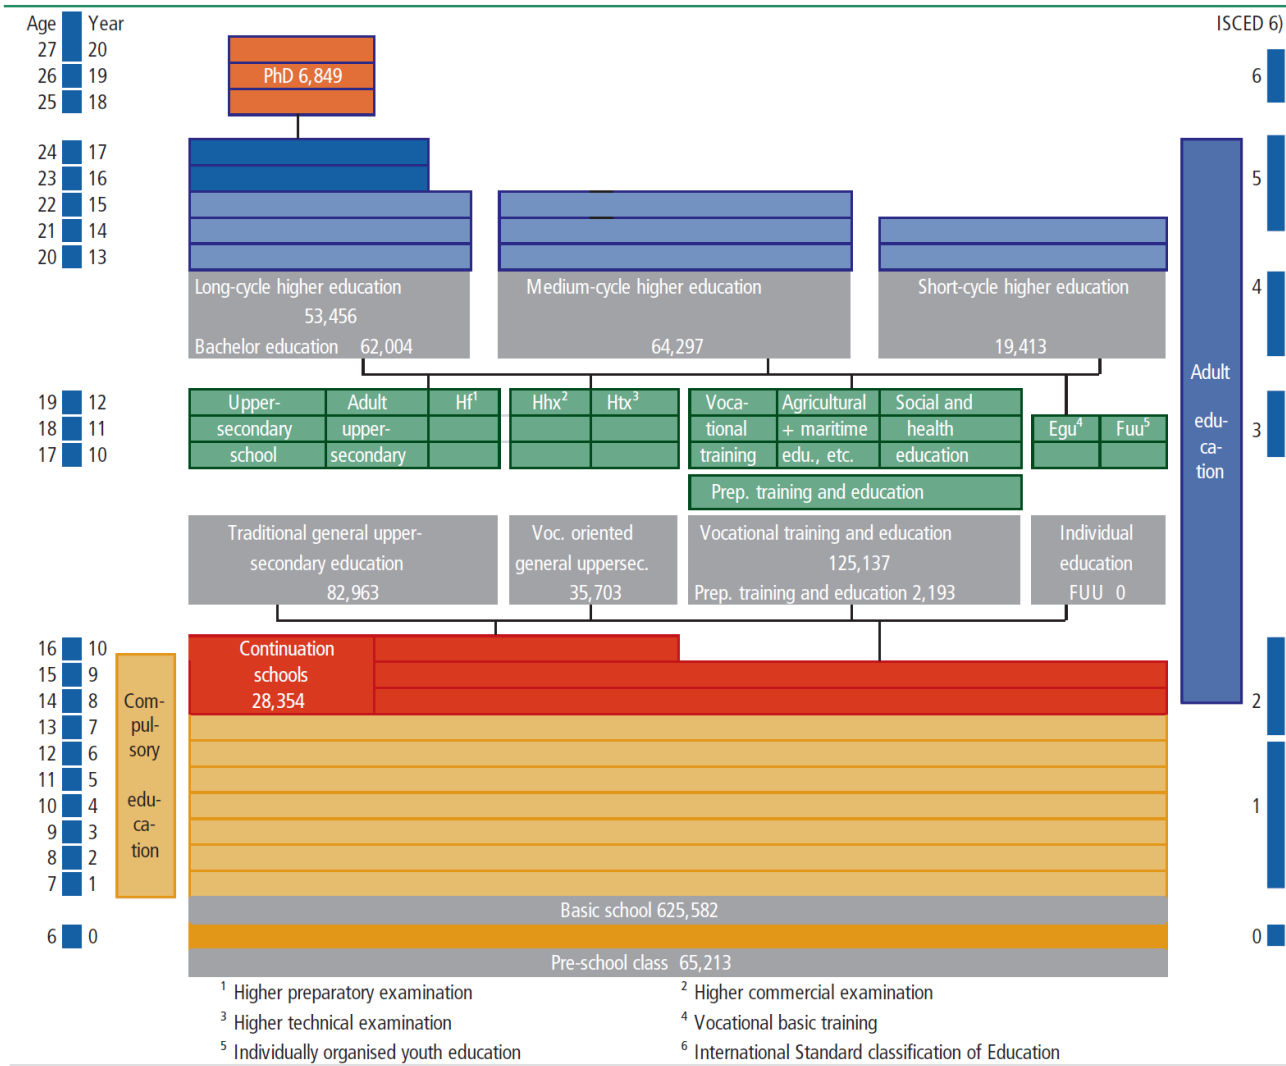 Age Year ISCED 6)
27 20
26 19 PhD 6,849 6
25 18
24 17
23 16 5
22 15
21 14
20 13
Long-cycle higher education Medium-cycle higher education Short-cycle higher education 4
53,456
Bachelor education 62,004 64,297 19,413
Adult
edu-
ca-
tion
19 12 Upper- Adult Hf1 Hhx2 Htx3 Voca- Agricultural Social and
18 11 secondary upper- tional + maritime health Egu4 Fuu5 3
17 10 school secondary training edu., etc. education
Prep. training and education
Traditional general upper- Voc. oriented Vocational training and education Individual
secondary education general uppersec. 125,137 education
82,963 35,703 Prep. training and education 2,193 FUU 0
16 10 Continuation
15 9 schools
14 8 28,354 2
13 7
12 6
11 5
10 4 1
9 3
8 2
7 1
Com-
pul-
sory
edu-
ca-
tion
Basic school 625,582
6 0 0
Pre-school class 65,213
1 Higher preparatory examination 2 Higher commercial examination
3 Higher technical examination 4 Vocational basic training
5 Individually organised youth education 6 International Standard classification of Education